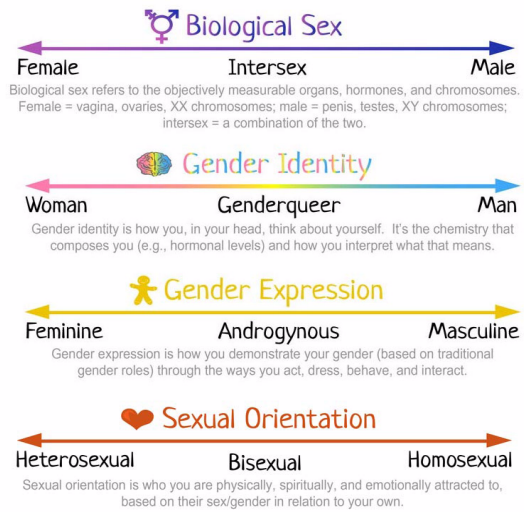 Biological Sex
Female Intersex Male
Biological sex refers to the objectively measurable organs, hormones, and chromosomes.
Female = vagina, ovaries, XX chromosomes; male = penis, testes, XY chromosomes;
intersex = a combination of the two.
Gender Identity
Woman Genderqueer Man
Gender identity is how you, in your head, think about yourself. It's the chemistry that
composes you (e.g., hormonal levels) and how you interpret what that means.
Gender Expression
Feminine Androgynous Masculine
Gender expression is how you demonstrate your gender (based on traditional
gender roles) through the ways you act, dress, behave, and interact.
Sexual Orientation
Heterosexual Bisexual Homosexual
Sexual orientation is who you are physically, spiritually, and emotionally attracted to,
based on their sex/gender in relation to your own.